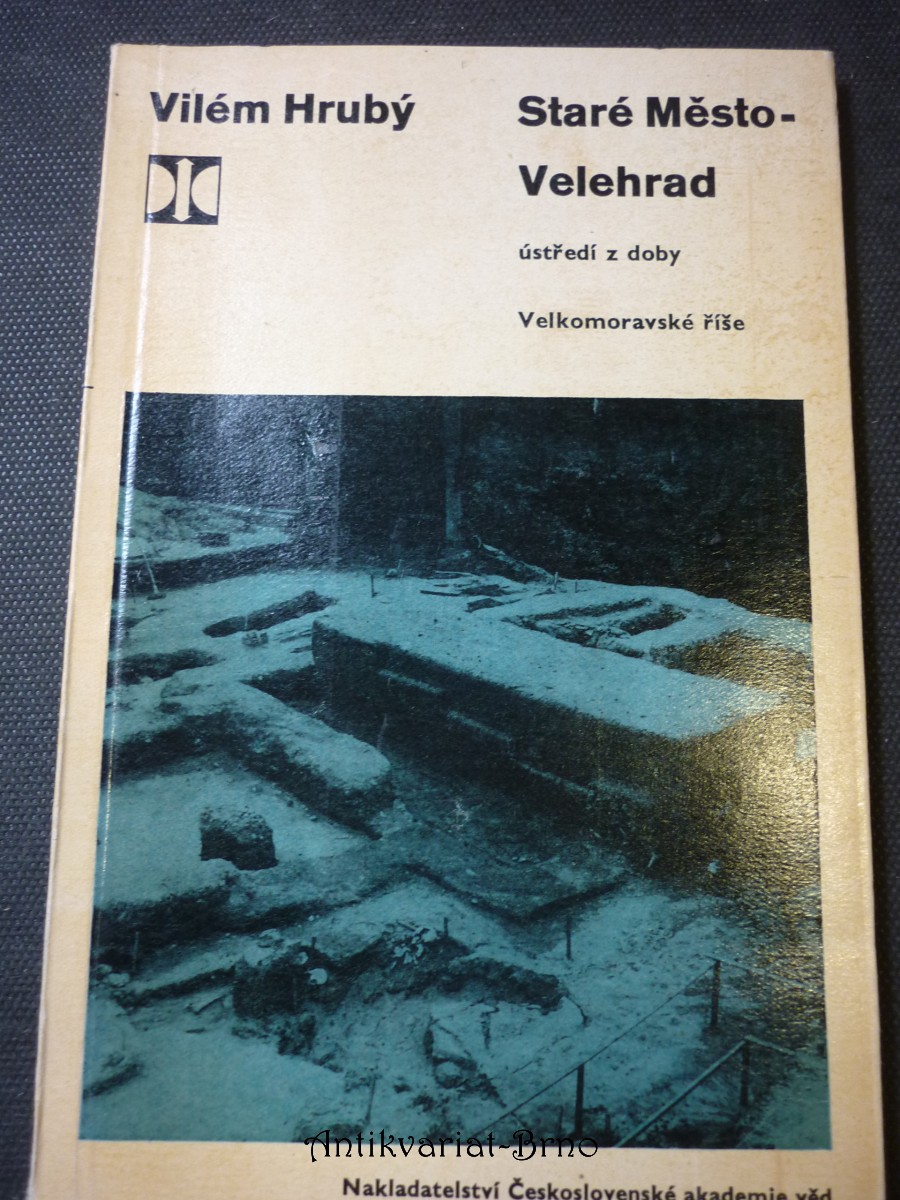 Vilém Hrubý
Staré Město-
Velehrad
ústředí z doby
Velkomoravské říše
Antikvariat-Brno
Nakladatelství Československé akademie věd